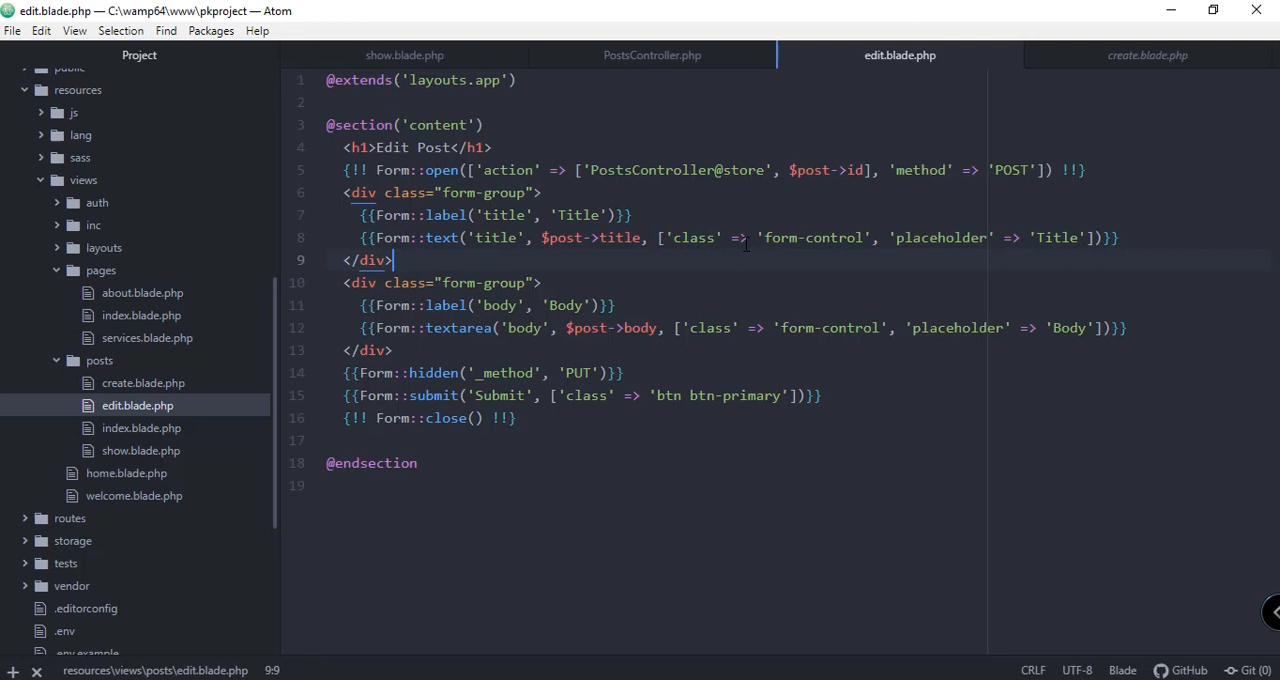 edit.blade.php — C:\wamp64\www\pkproject — Atom
File Edit View Selection Find Packages Help
Project
show.blade.php PostsController.php edit.blade.php create.blade.php
public
resources
js
lang
sass
views
auth
inc
layouts
pages
about.blade.php
index.blade.php
services.blade.php
posts
create.blade.php
edit.blade.php
index.blade.php
show.blade.php
home.blade.php
welcome.blade.php
routes
storage
tests
vendor
.editorconfig
.env
.env.example
1 @extends('layouts.app')
2
3 @section('content')
4 <h1>Edit Post</h1>
5 {!! Form::open(['action' => ['PostsController@store', $post->id], 'method' => 'POST']) !!}
6 <div class="form-group">
7 {{Form::label('title', 'Title')}}
8 {{Form::text('title', $post->title, ['class' => 'form-control', 'placeholder' => 'Title'])}}
9 </div>
10 <div class="form-group">
11 {{Form::label('body', 'Body')}}
12 {{Form::textarea('body', $post->body, ['class' => 'form-control', 'placeholder' => 'Body'])}}
13 </div>
14 {{Form::hidden('_method', 'PUT')}}
15 {{Form::submit('Submit', ['class' => 'btn btn-primary'])}}
16 {!! Form::close() !!}
17
18 @endsection
19
resources\views\posts\edit.blade.php 9:9 CRLF UTF-8 Blade GitHub Git (0)